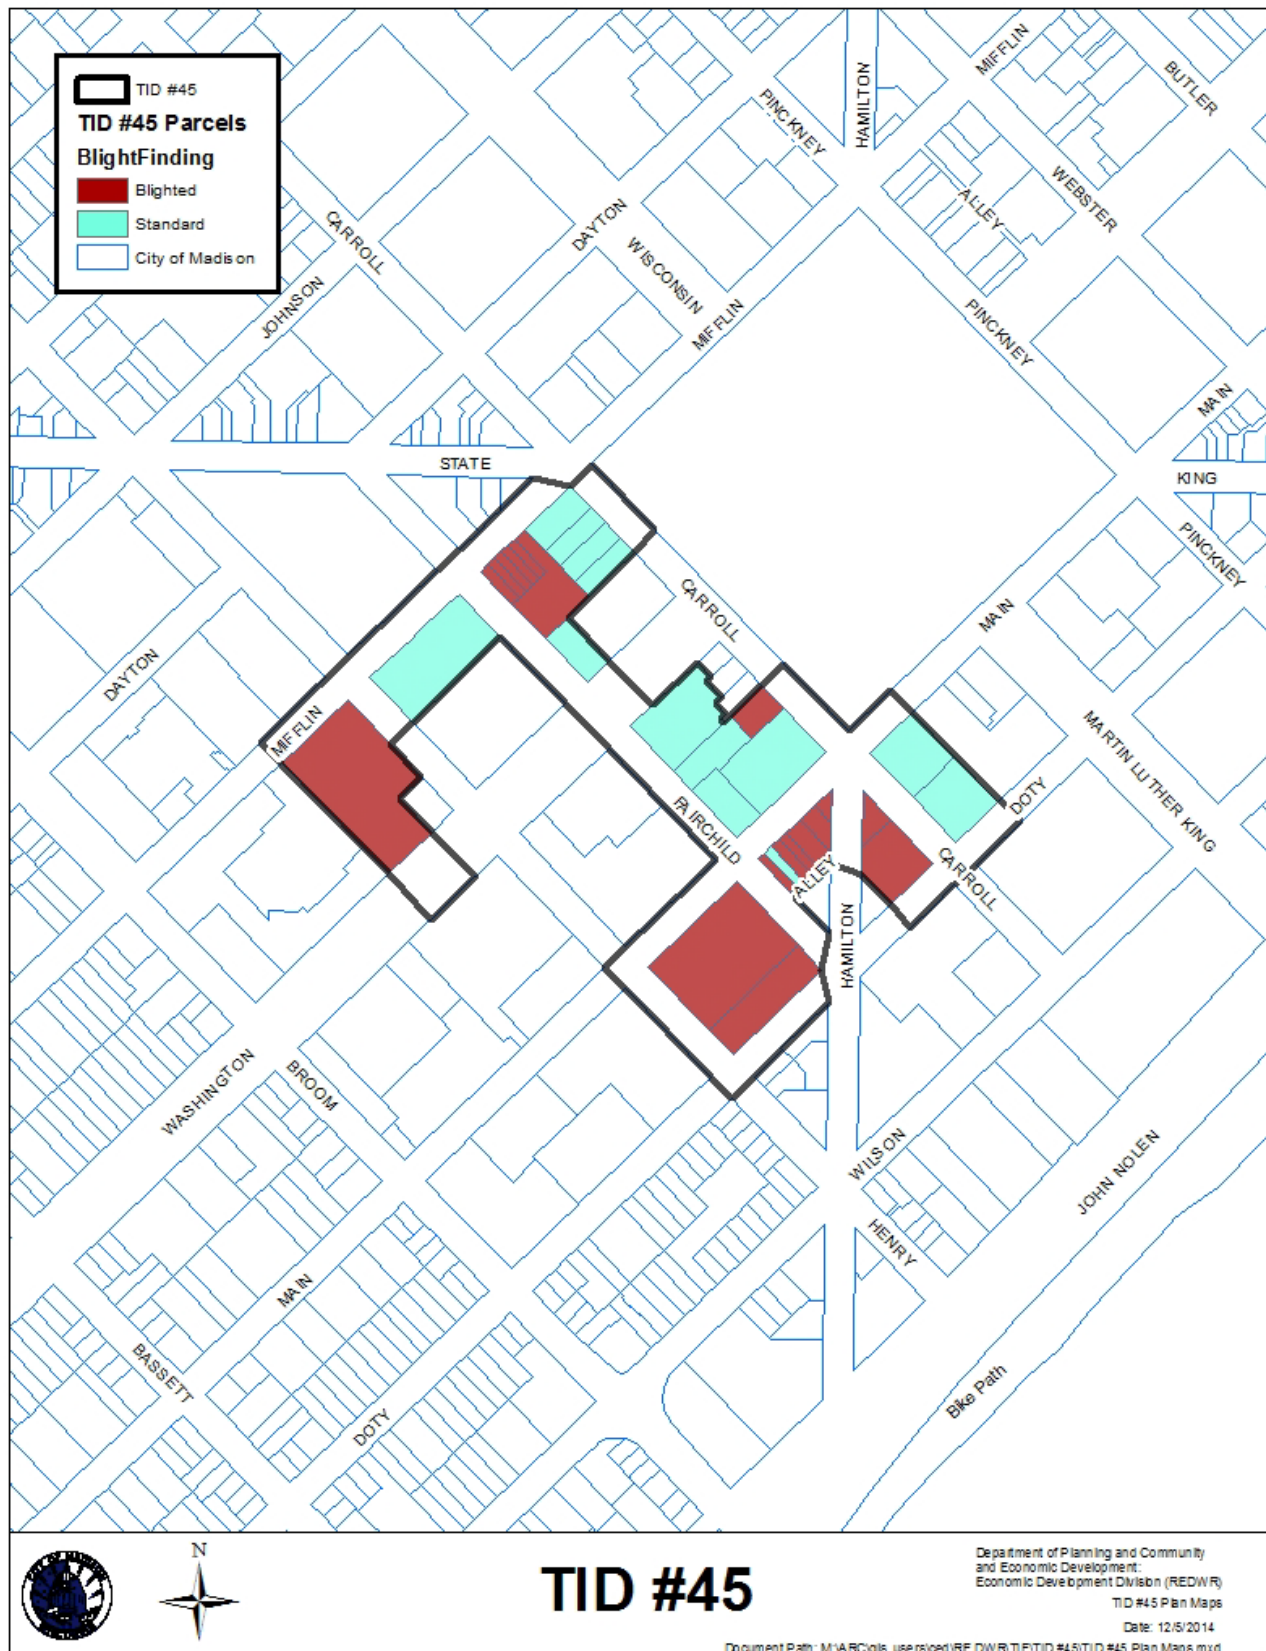 TID #45
TID #45 Parcels
BlightFinding
Blighted
Standard
City of Madison
MIFFLIN
BUTLER
HAMILTON
PINCKNEY
WEBSTER
ALLEY
DAYTON
CARROLL
WISCONSIN
JOHNSON
MIFFLIN
PINCKNEY
MAIN
STATE
KING
PINCKNEY
CARROLL
MAIN
DAYTON
MIFFLIN
MARTIN LUTHER KING
DOTY
FAIRCHILD
CARROLL
ALLEY
HAMILTON
WASHINGTON
BROOM
WILSON
JOHN NOLEN
HENRY
MAIN
BASSETT
Bike Path
DOTY
N
TID #45
Department of Planning and Community
and Economic Development:
Economic Development Division (REDWR)
TID #45 Plan Maps
Date: 12/5/2014